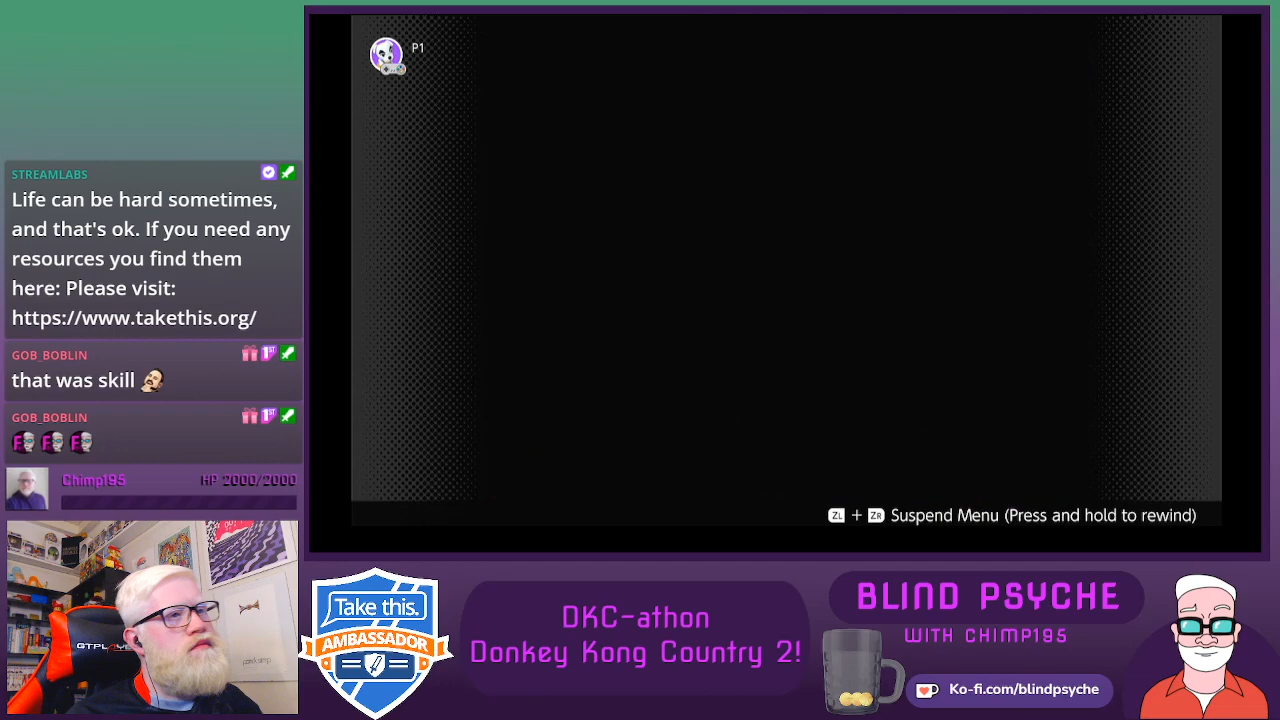 P1
STREAMLABS
Life can be hard sometimes,
and that's ok. If you need any
resources you find them
here: Please visit:
https://www.takethis.org/
GOB_BOBLIN
1ST
that was skill
GOB_BOBLIN
1ST
F F F
Chimp195 HP 2000/2000
ZL + ZR Suspend Menu (Press and hold to rewind)
GTPLAYE
Take this.
AMBASSADOR
DKC-athon
Donkey Kong Country 2!
BLIND PSYCHE
WITH CHIMP195
Ko-fi.com/blindpsyche